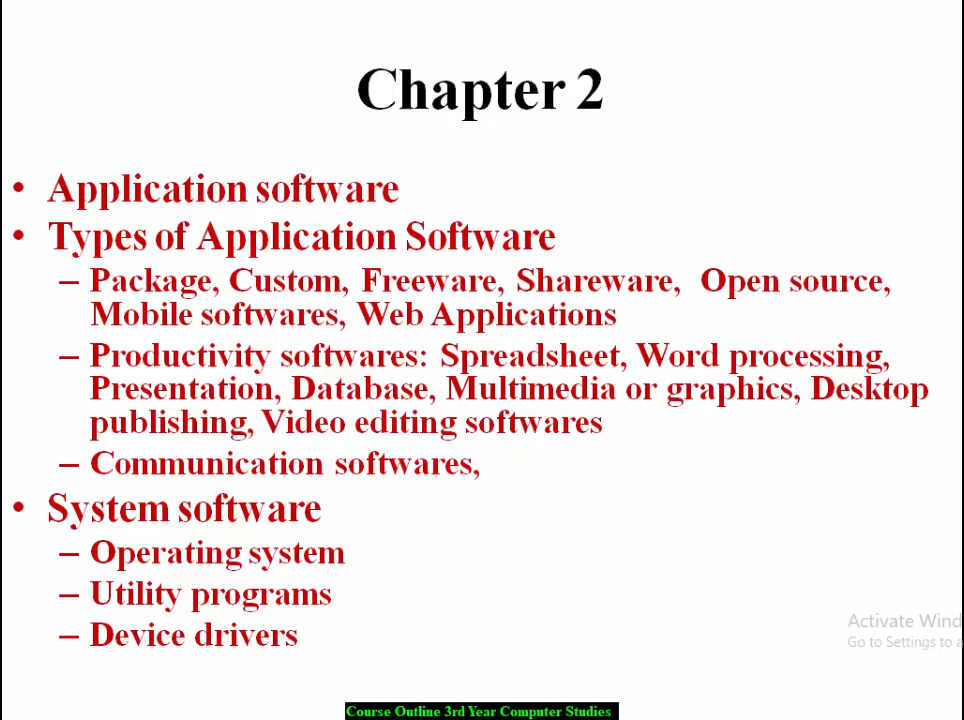 Chapter 2
• Application software
• Types of Application Software
– Package, Custom, Freeware, Shareware, Open source,
Mobile softwares, Web Applications
– Productivity softwares: Spreadsheet, Word processing,
Presentation, Database, Multimedia or graphics, Desktop
publishing, Video editing softwares
– Communication softwares,
• System software
– Operating system
– Utility programs
– Device drivers
Activate Wind
Go to Settings to a
Course Outline 3rd Year Computer Studies